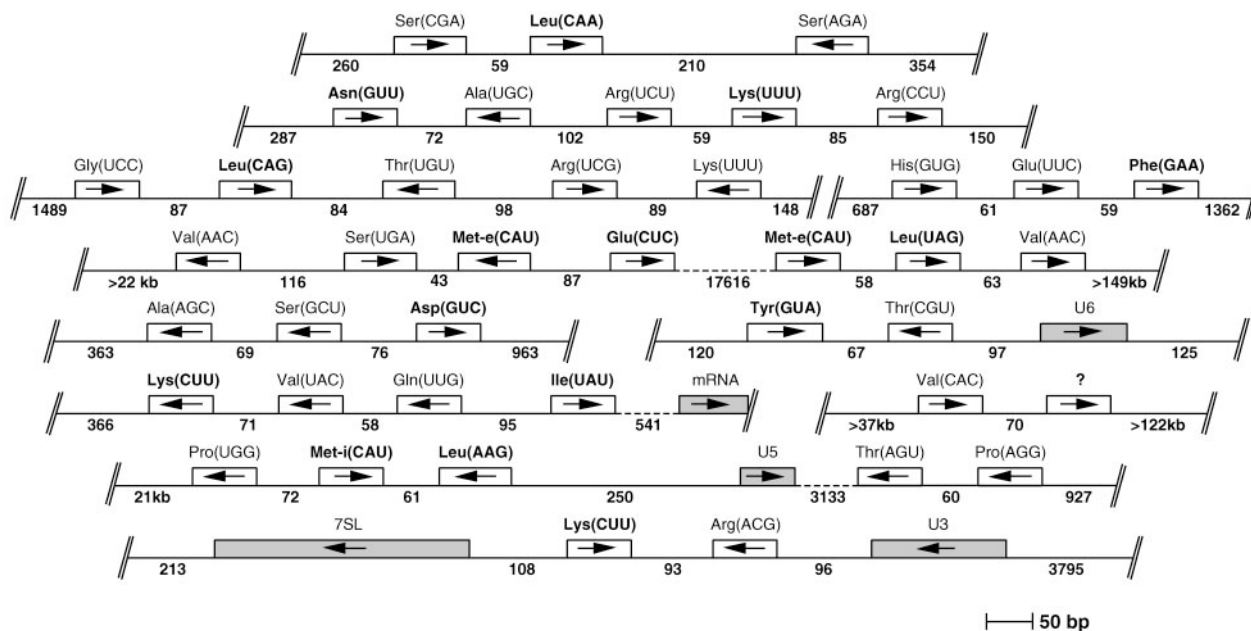 Ser(CGA) Leu(CAA) Ser(AGA)
260 59 210 354
Asn(GUU) Ala(UGC) Arg(UCU) Lys(UUU) Arg(CCU)
287 72 102 59 85 150
Gly(UCC) Leu(CAG) Thr(UGU) Arg(UCG) Lys(UUU) His(GUG) Glu(UUC) Phe(GAA)
1489 87 84 98 89 148 687 61 59 1362
Val(AAC) Ser(UGA) Met-e(CAU) Glu(CUC) Met-e(CAU) Leu(UAG) Val(AAC)
>22 kb 116 43 87 17616 58 63 >149kb
Ala(AGC) Ser(GCU) Asp(GUC) Tyr(GUA) Thr(CGU) U6
363 69 76 963 120 67 97 125
Lys(CUU) Val(UAC) Gln(UUG) Ile(UAU) mRNA Val(CAC) ?
366 71 58 95 541 >37kb 70 >122kb
Pro(UGG) Met-i(CAU) Leu(AAG) U5 Thr(AGU) Pro(AGG)
21kb 72 61 250 3133 60 927
7SL Lys(CUU) Arg(ACG) U3
213 108 93 96 3795
50 bp